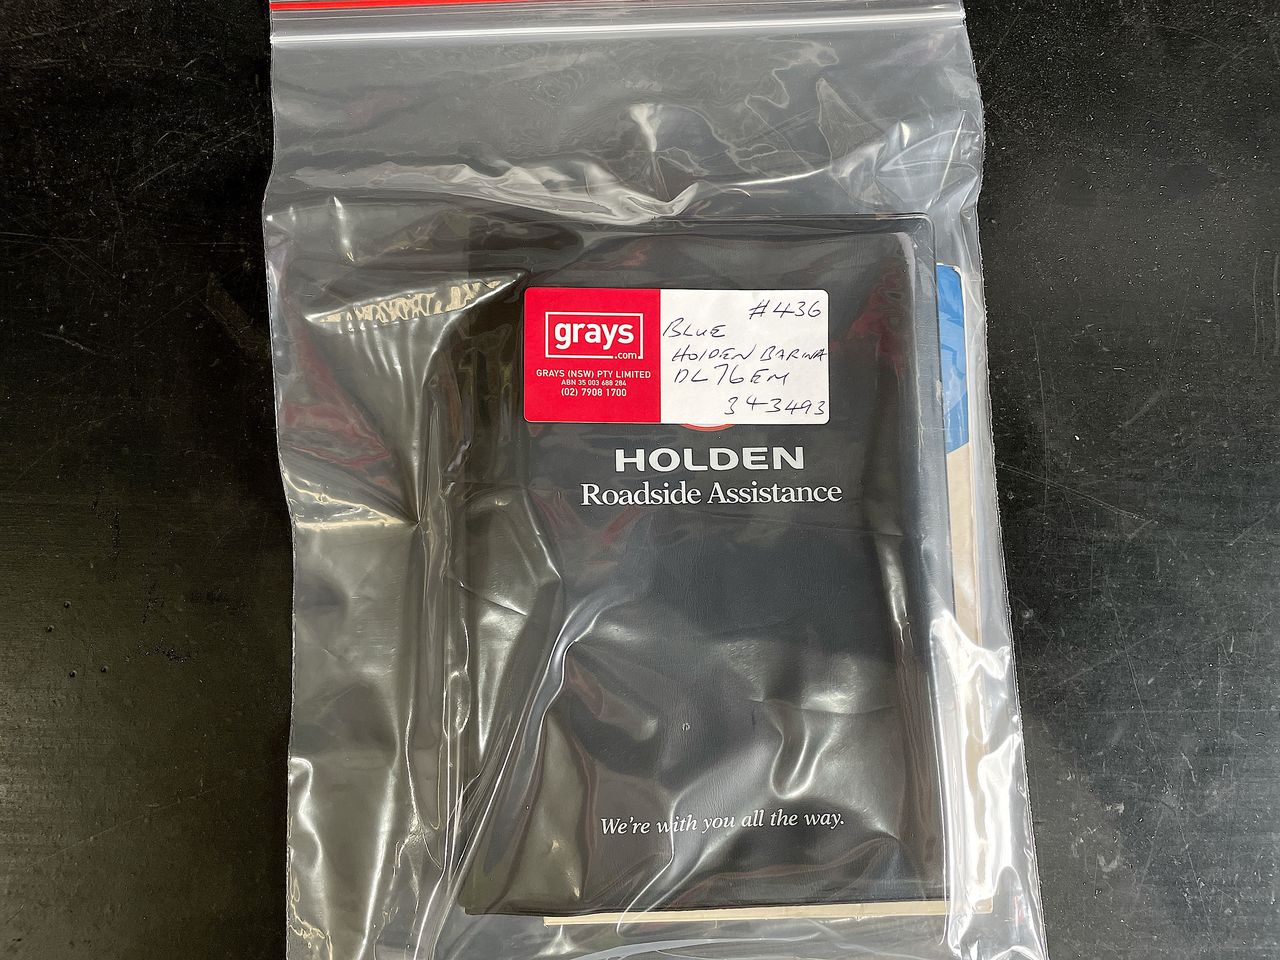 grays
.com
GRAYS (NSW) PTY LIMITED
ABN 35 003 688 284
(02) 7908 1700
#436
BLUE
HOLDEN BARINA
DL76EM
343493
HOLDEN
Roadside Assistance
We're with you all the way.